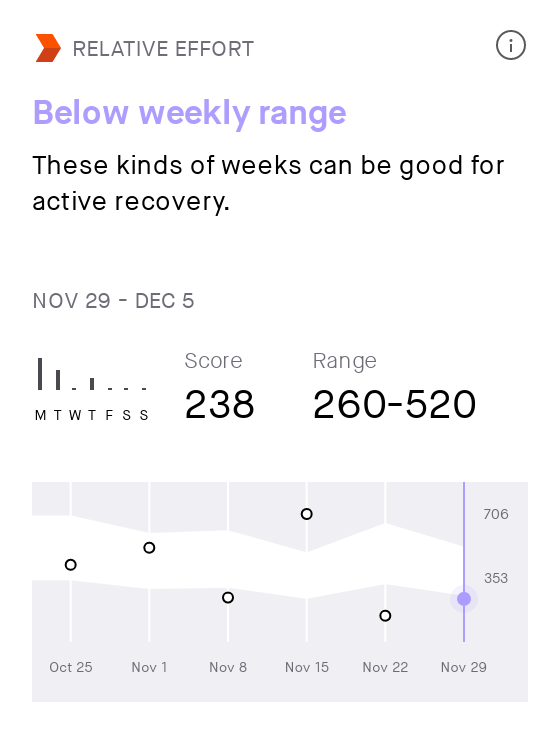 RELATIVE EFFORT
Below weekly range
These kinds of weeks can be good for
active recovery.
NOV 29 - DEC 5
Score
Range
238
260-520
M T W T F S S
706
353
Oct 25
Nov 1
Nov 8
Nov 15
Nov 22
Nov 29